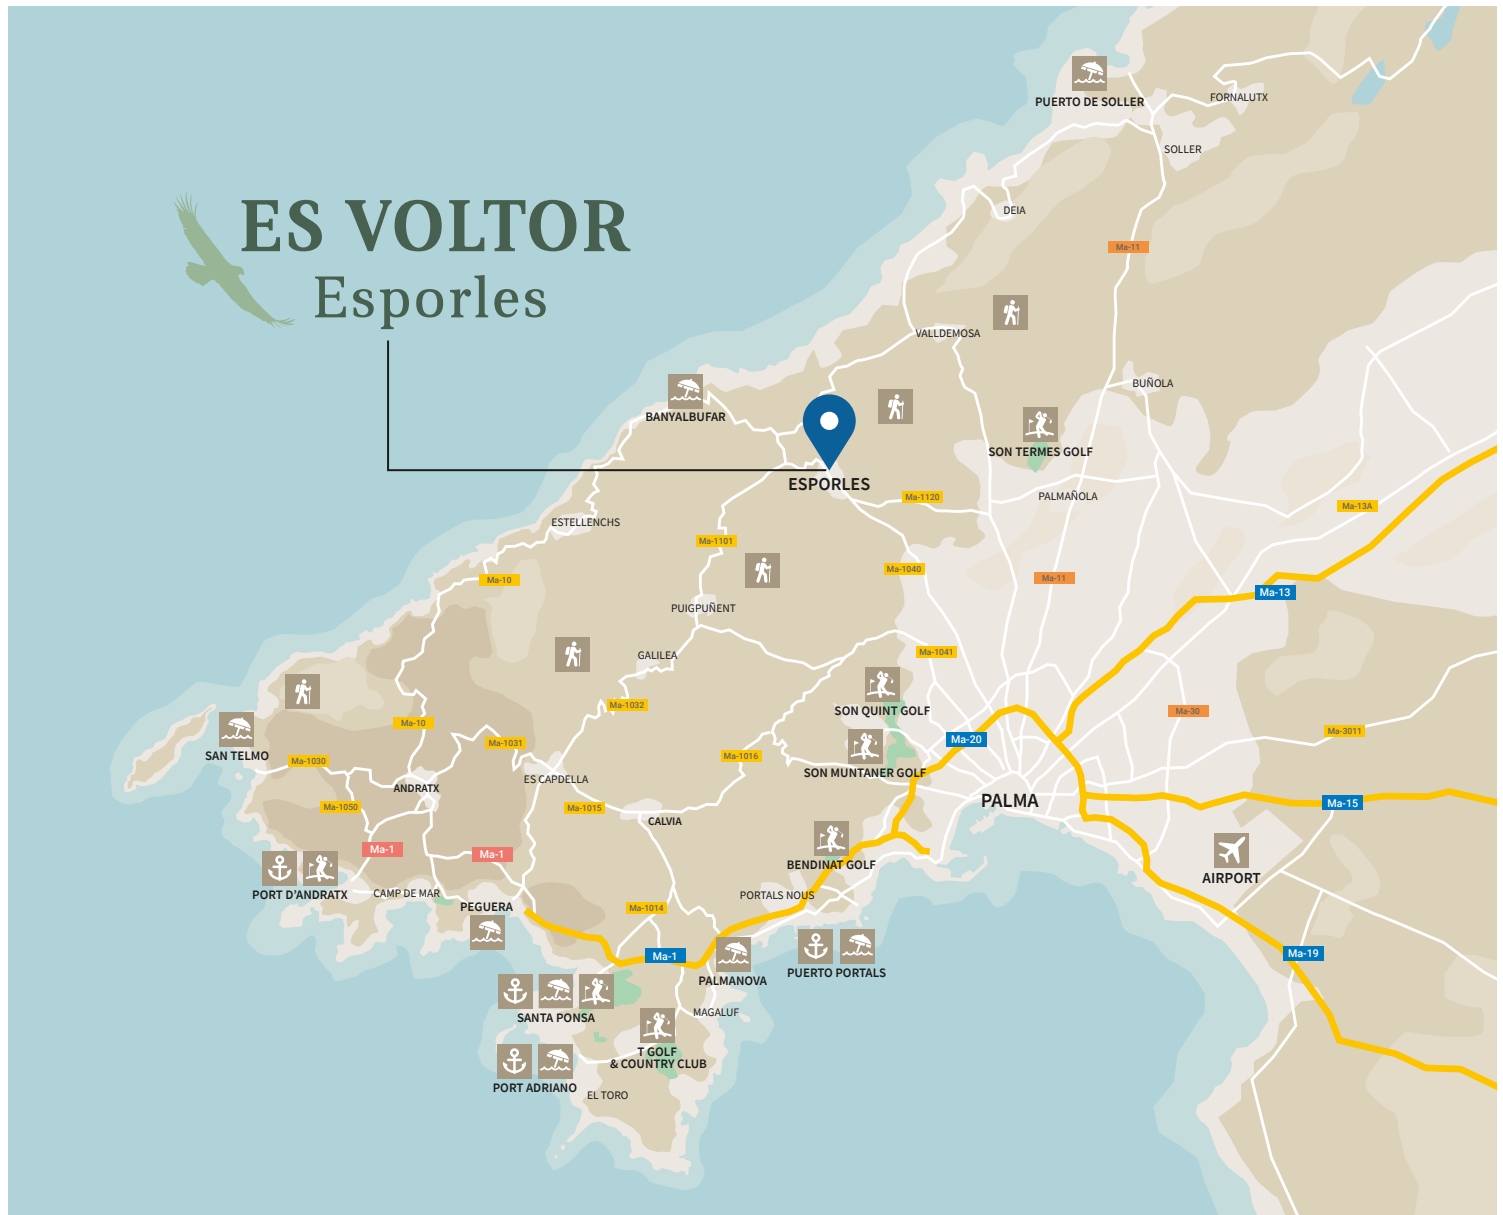 PUERTO DE SOLLER
FORNALUTX
SOLLER
DEIA
ES VOLTOR
Esporles
Ma-11
VALLDEMOSA
BUÑOLA
BANYALBUFAR
SON TERMES GOLF
ESPORLES
PALMAÑOLA
Ma-1120
Ma-13A
ESTELLENCHS
Ma-1101
Ma-1040
Ma-10
Ma-11
Ma-13
PUIGPUÑENT
GALILEA
Ma-1041
Ma-1032
SON QUINT GOLF
Ma-30
Ma-10
Ma-3011
Ma-20
Ma-1031
SAN TELMO
Ma-1030
Ma-1016
SON MUNTANER GOLF
ES CAPDELLA
ANDRATX
PALMA
Ma-15
Ma-1050
Ma-1015
CALVIA
Ma-1
Ma-1
BENDINAT GOLF
AIRPORT
PORT D'ANDRATX
CAMP DE MAR
PORTALS NOUS
PEGUERA
Ma-1014
Ma-1
Ma-19
PUERTO PORTALS
PALMANOVA
MAGALUF
SANTA PONSA
T GOLF
& COUNTRY CLUB
PORT ADRIANO
EL TORO